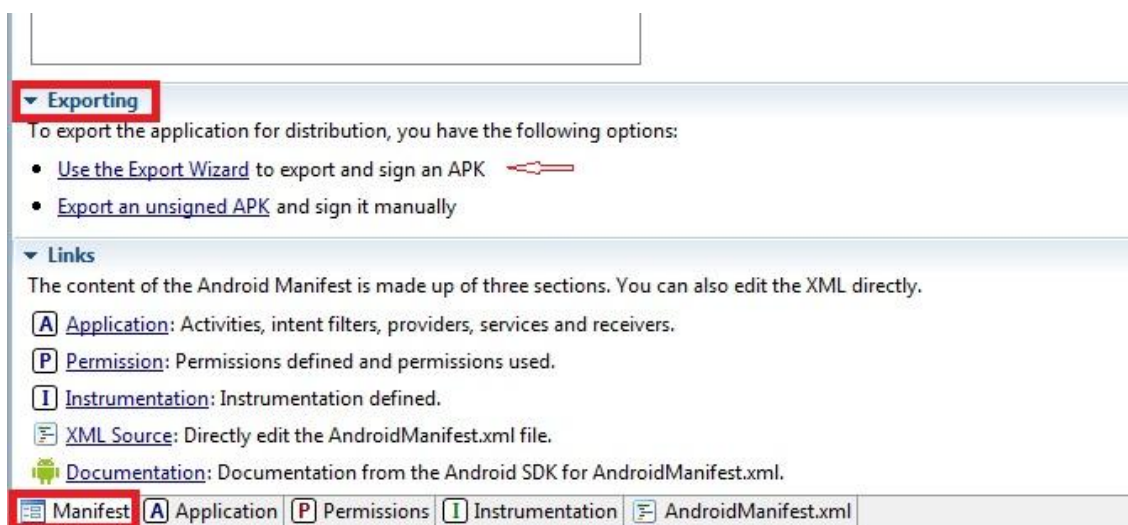 Exporting
To export the application for distribution, you have the following options:
Use the Export Wizard to export and sign an APK
Export an unsigned APK and sign it manually
Links
The content of the Android Manifest is made up of three sections. You can also edit the XML directly.
A Application: Activities, intent filters, providers, services and receivers.
P Permission: Permissions defined and permissions used.
I Instrumentation: Instrumentation defined.
XML Source: Directly edit the AndroidManifest.xml file.
Documentation: Documentation from the Android SDK for AndroidManifest.xml.
Manifest A Application P Permissions I Instrumentation AndroidManifest.xml